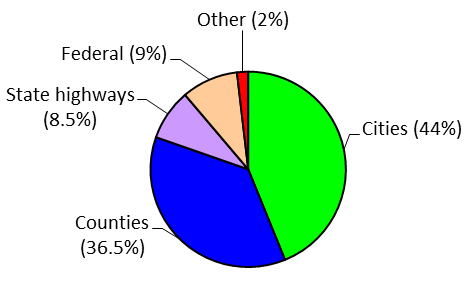 Other (2%)
Federal (9%)
State highways
(8.5%)
Cities (44%)
Counties
(36.5%)